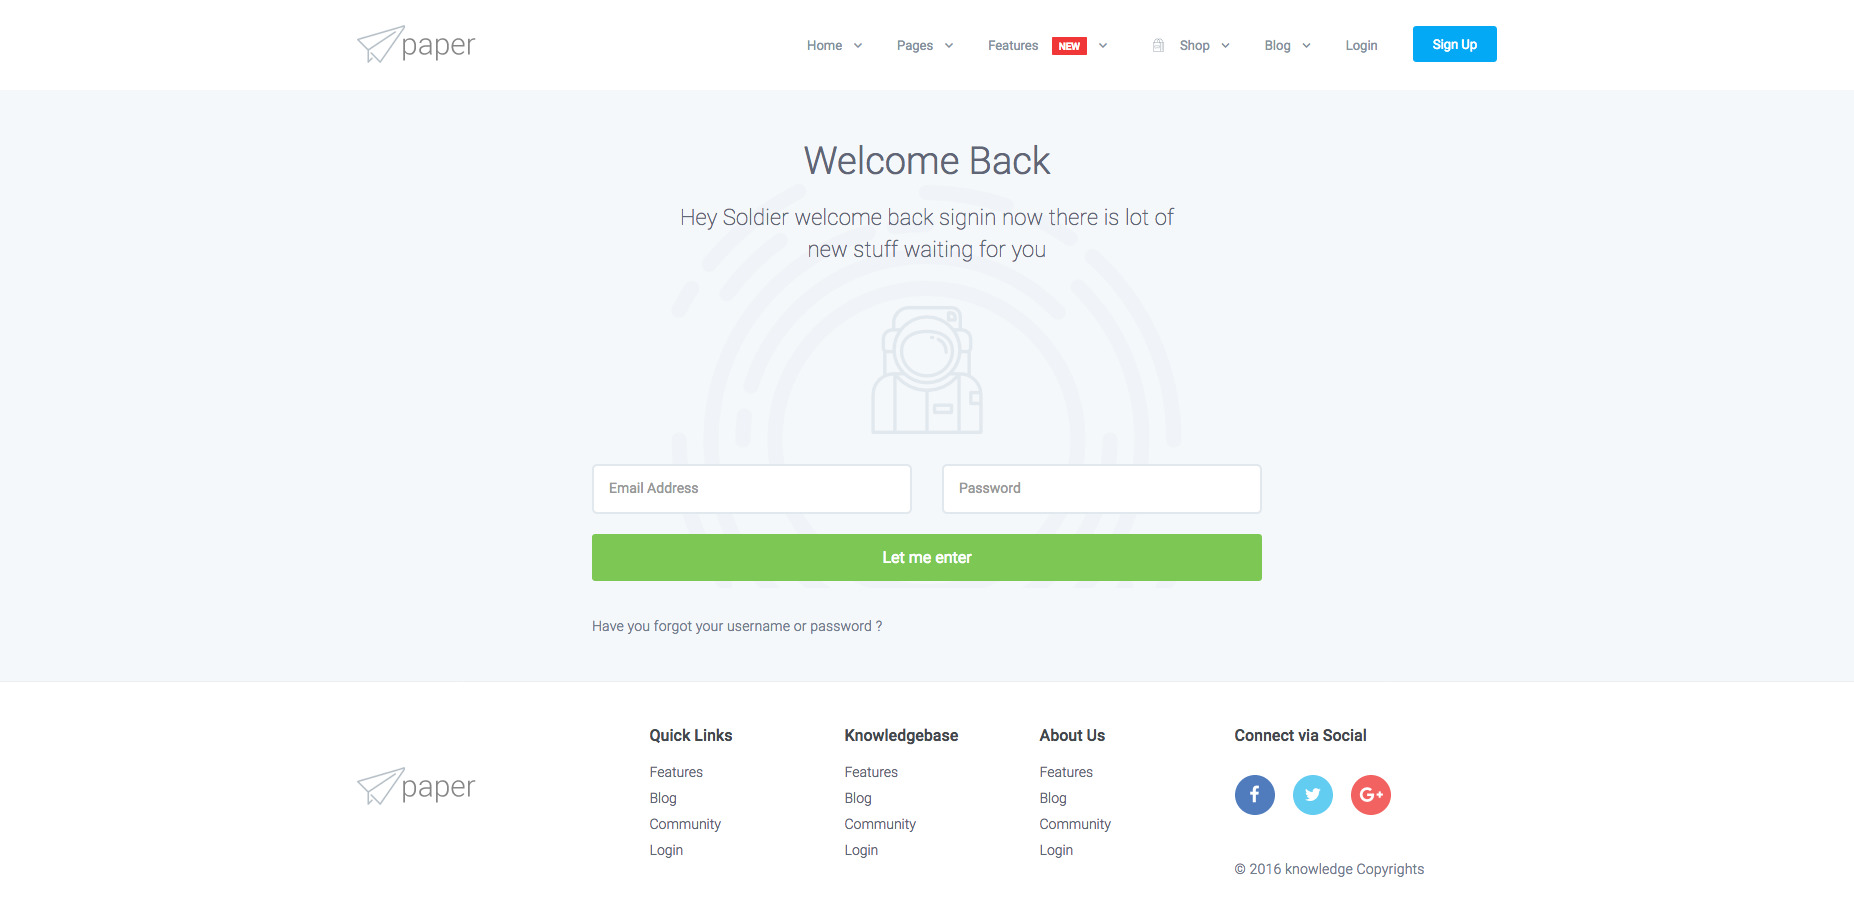 paper
Home Pages Features NEW Shop Blog Login Sign Up
Welcome Back
Hey Soldier welcome back signin now there is lot of
new stuff waiting for you
Email Address Password
Let me enter
Have you forgot your username or password ?
paper
Quick Links
Features
Blog
Community
Login
Knowledgebase
Features
Blog
Community
Login
About Us
Features
Blog
Community
Login
Connect via Social
f G+
© 2016 knowledge Copyrights